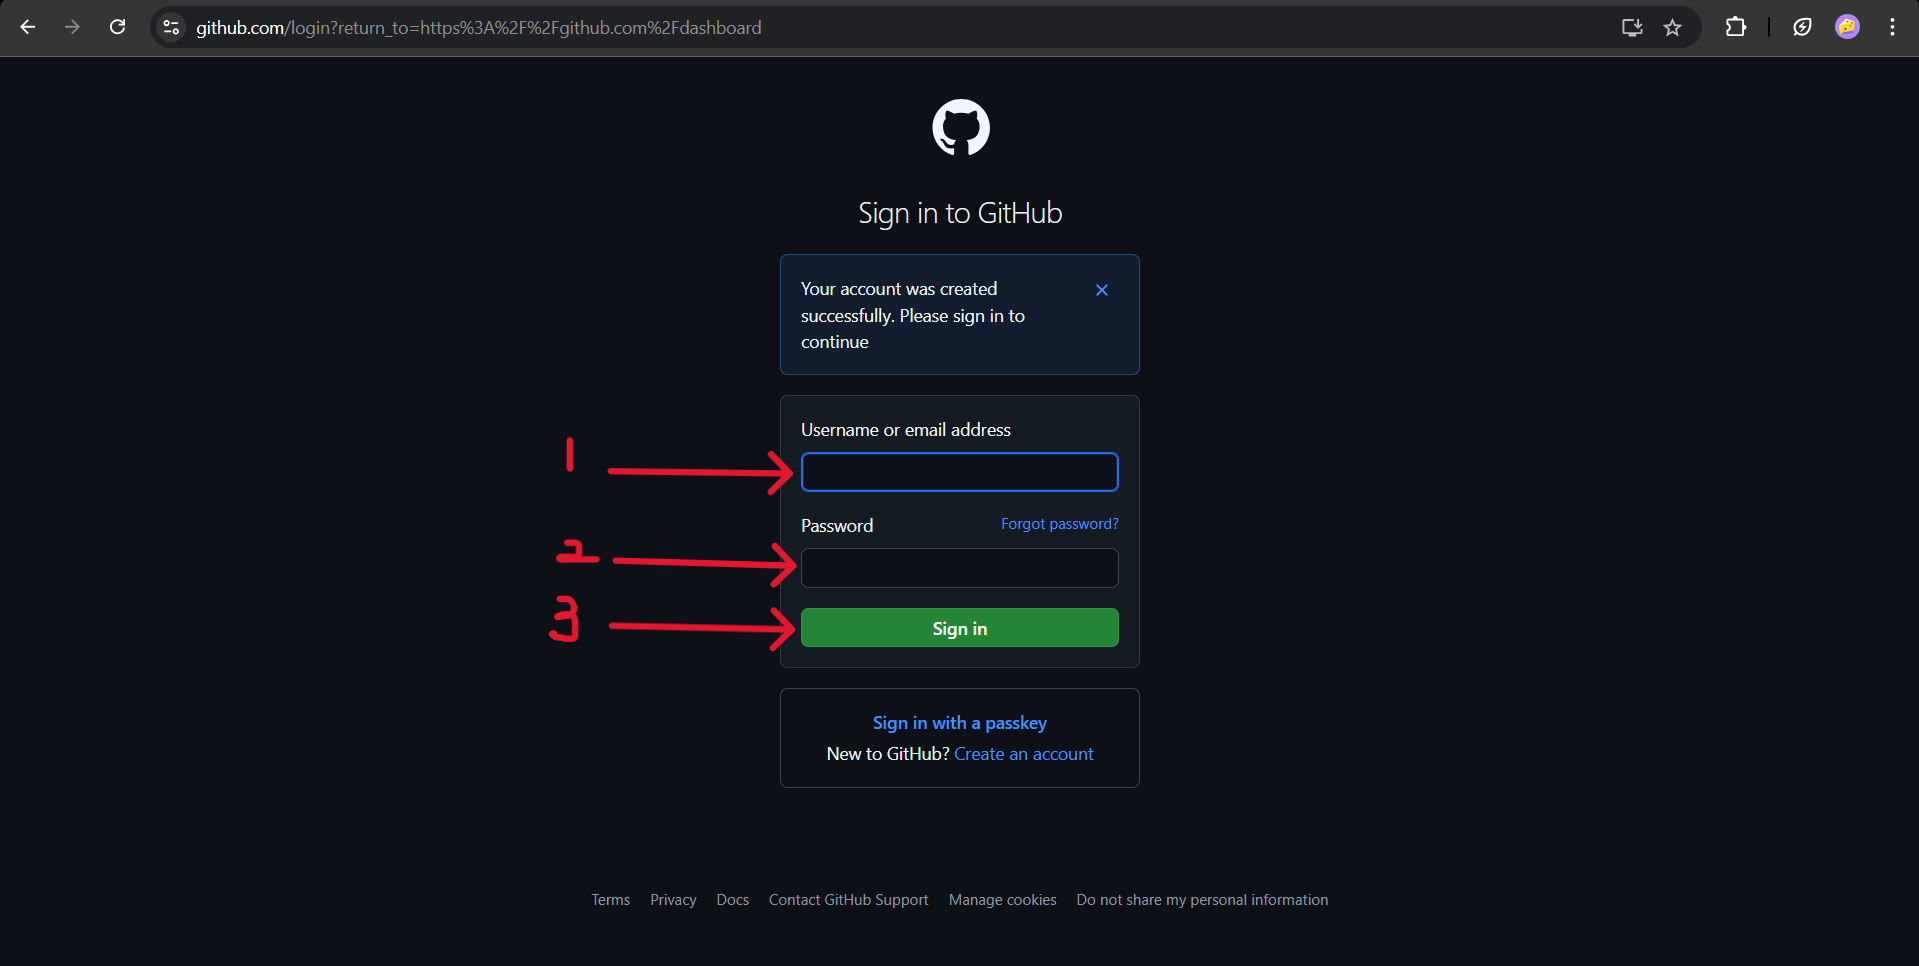 github.com/login?return_to=https%3A%2F%2Fgithub.com%2Fdashboard
Sign in to GitHub
Your account was created
successfully. Please sign in to
continue
Username or email address
1
Password Forgot password?
2
3
Sign in
Sign in with a passkey
New to GitHub? Create an account
Terms Privacy Docs Contact GitHub Support Manage cookies Do not share my personal information